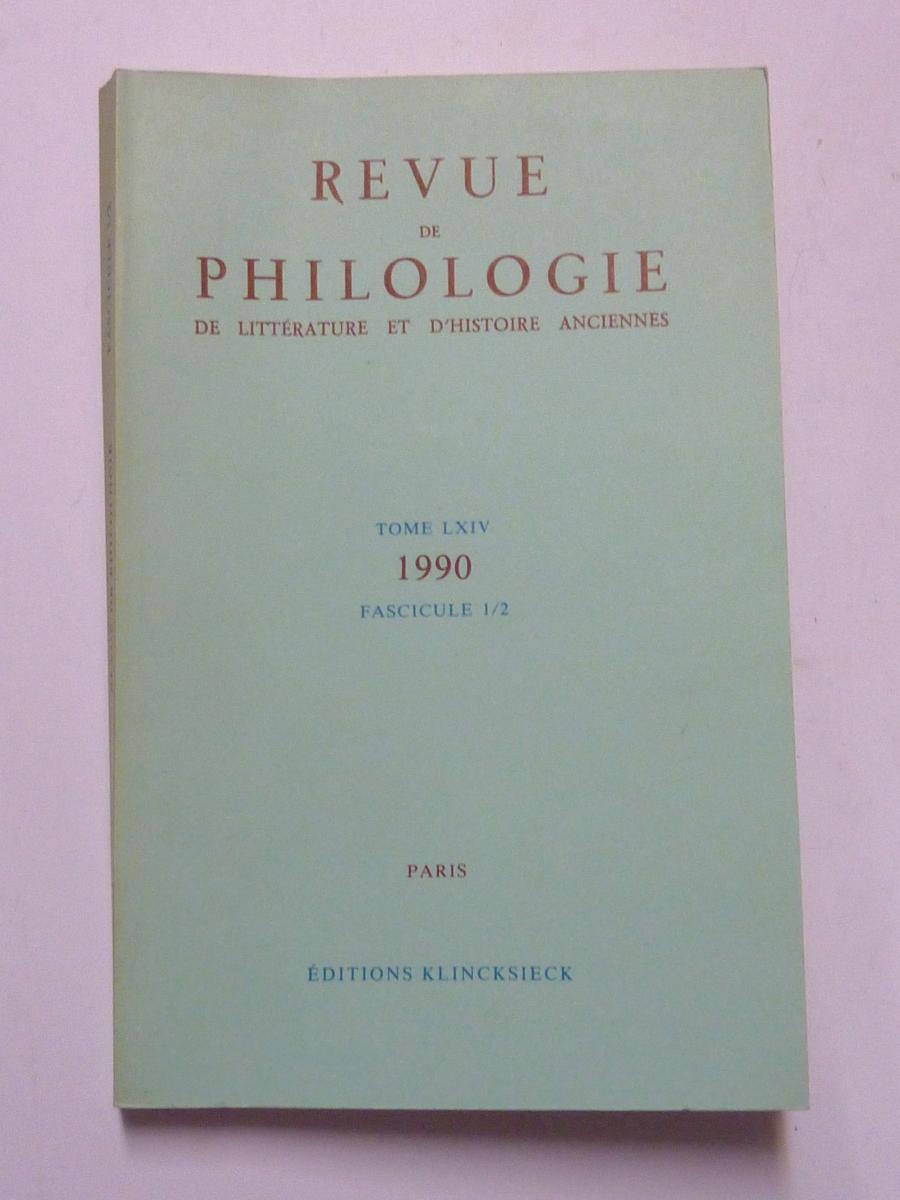 REVUE
DE
PHILOLOGIE
DE LITTÉRATURE ET D'HISTOIRE ANCIENNES
TOME LXIV
1990
FASCICULE 1/2
PARIS
ÉDITIONS KLINCKSIECK